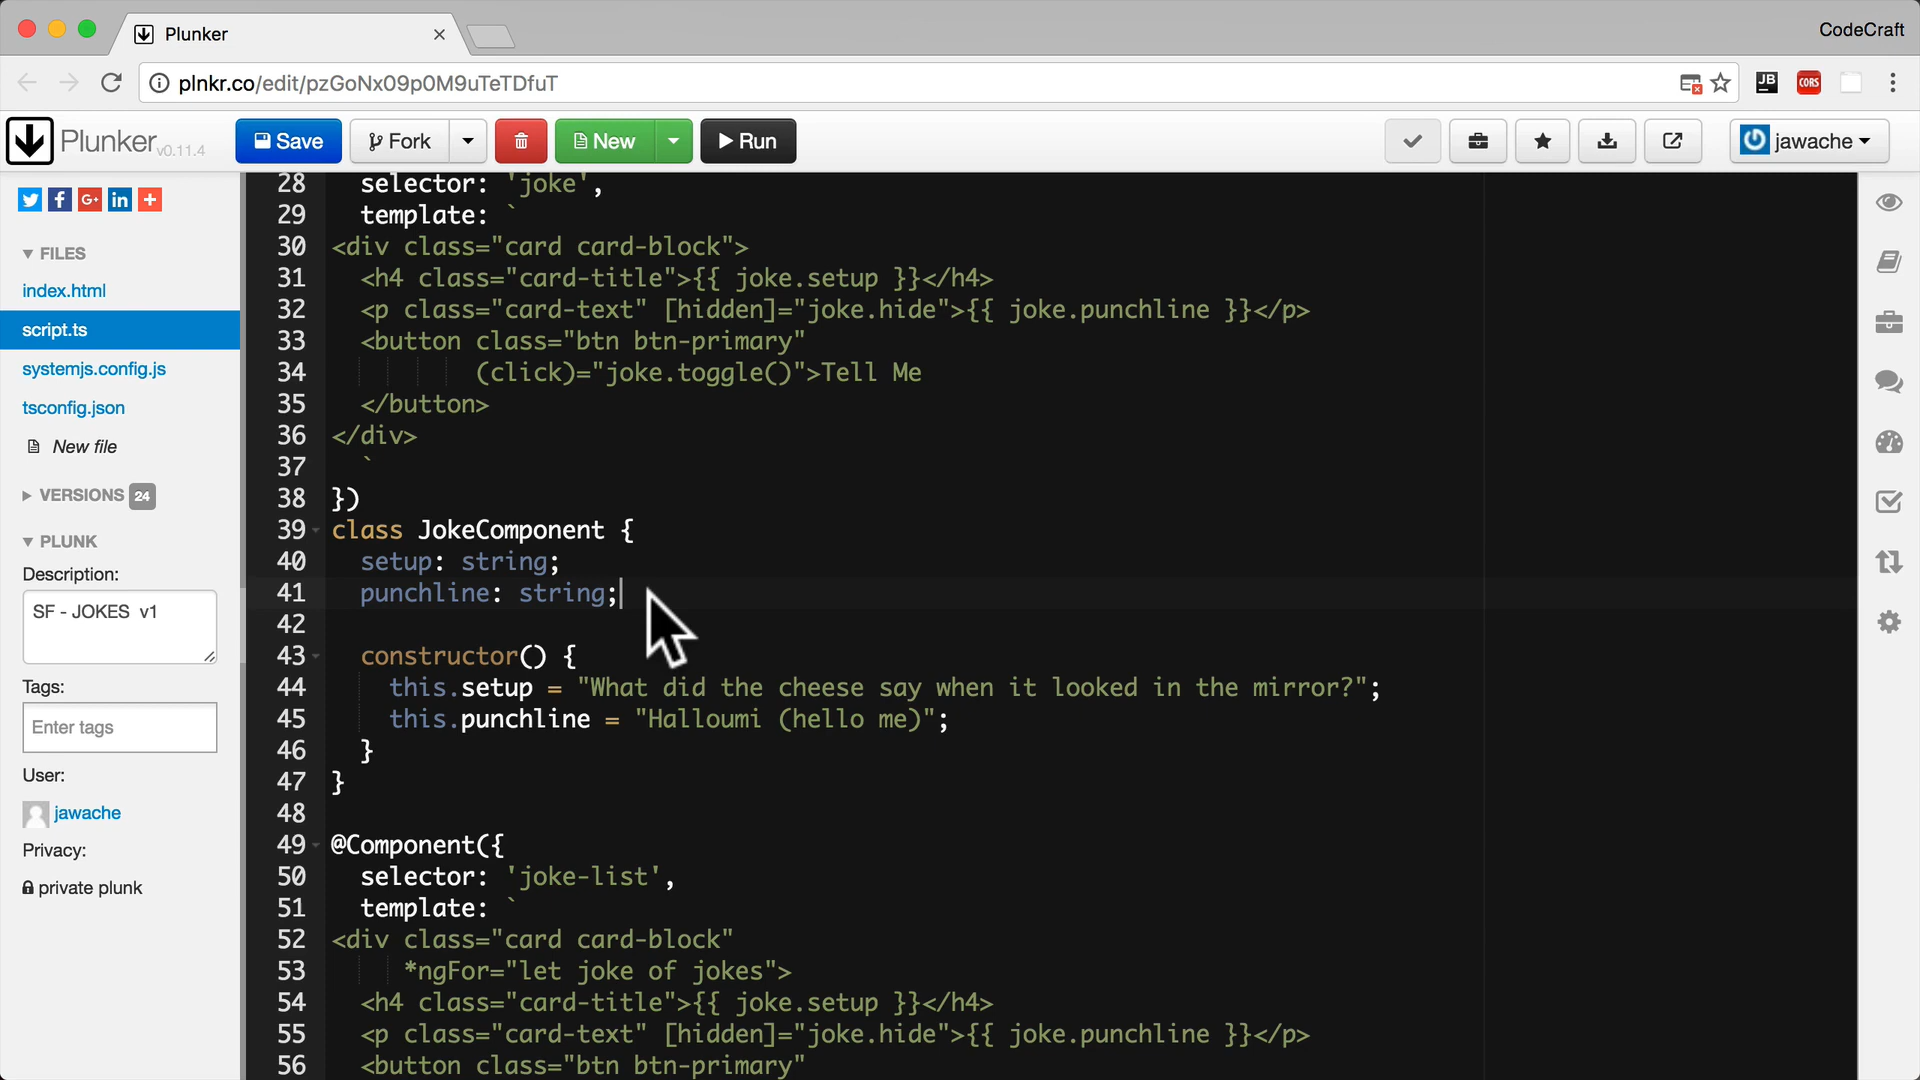 Plunker
CodeCraft
plnkr.co/edit/pzGoNx09p0M9uTeTDfuT
JB
CORS
Plunker v0.11.4
Save
Fork
New
Run
jawache
G+
in
FILES
index.html
script.ts
systemjs.config.js
tsconfig.json
New file
VERSIONS 24
PLUNK
Description:
SF - JOKES v1
Tags:
Enter tags
User:
jawache
Privacy:
private plunk
28 selector: 'joke',
29 template: `
30 <div class="card card-block">
31 <h4 class="card-title">{{ joke.setup }}</h4>
32 <p class="card-text" [hidden]="joke.hide">{{ joke.punchline }}</p>
33 <button class="btn btn-primary"
34 (click)="joke.toggle()">Tell Me
35 </button>
36 </div>
37 `
38 })
39 class JokeComponent {
40 setup: string;
41 punchline: string;
42
43 constructor() {
44 this.setup = "What did the cheese say when it looked in the mirror?";
45 this.punchline = "Halloumi (hello me)";
46 }
47 }
48
49 @Component({
50 selector: 'joke-list',
51 template: `
52 <div class="card card-block"
53 *ngFor="let joke of jokes">
54 <h4 class="card-title">{{ joke.setup }}</h4>
55 <p class="card-text" [hidden]="joke.hide">{{ joke.punchline }}</p>
56 <button class="btn btn-primary"